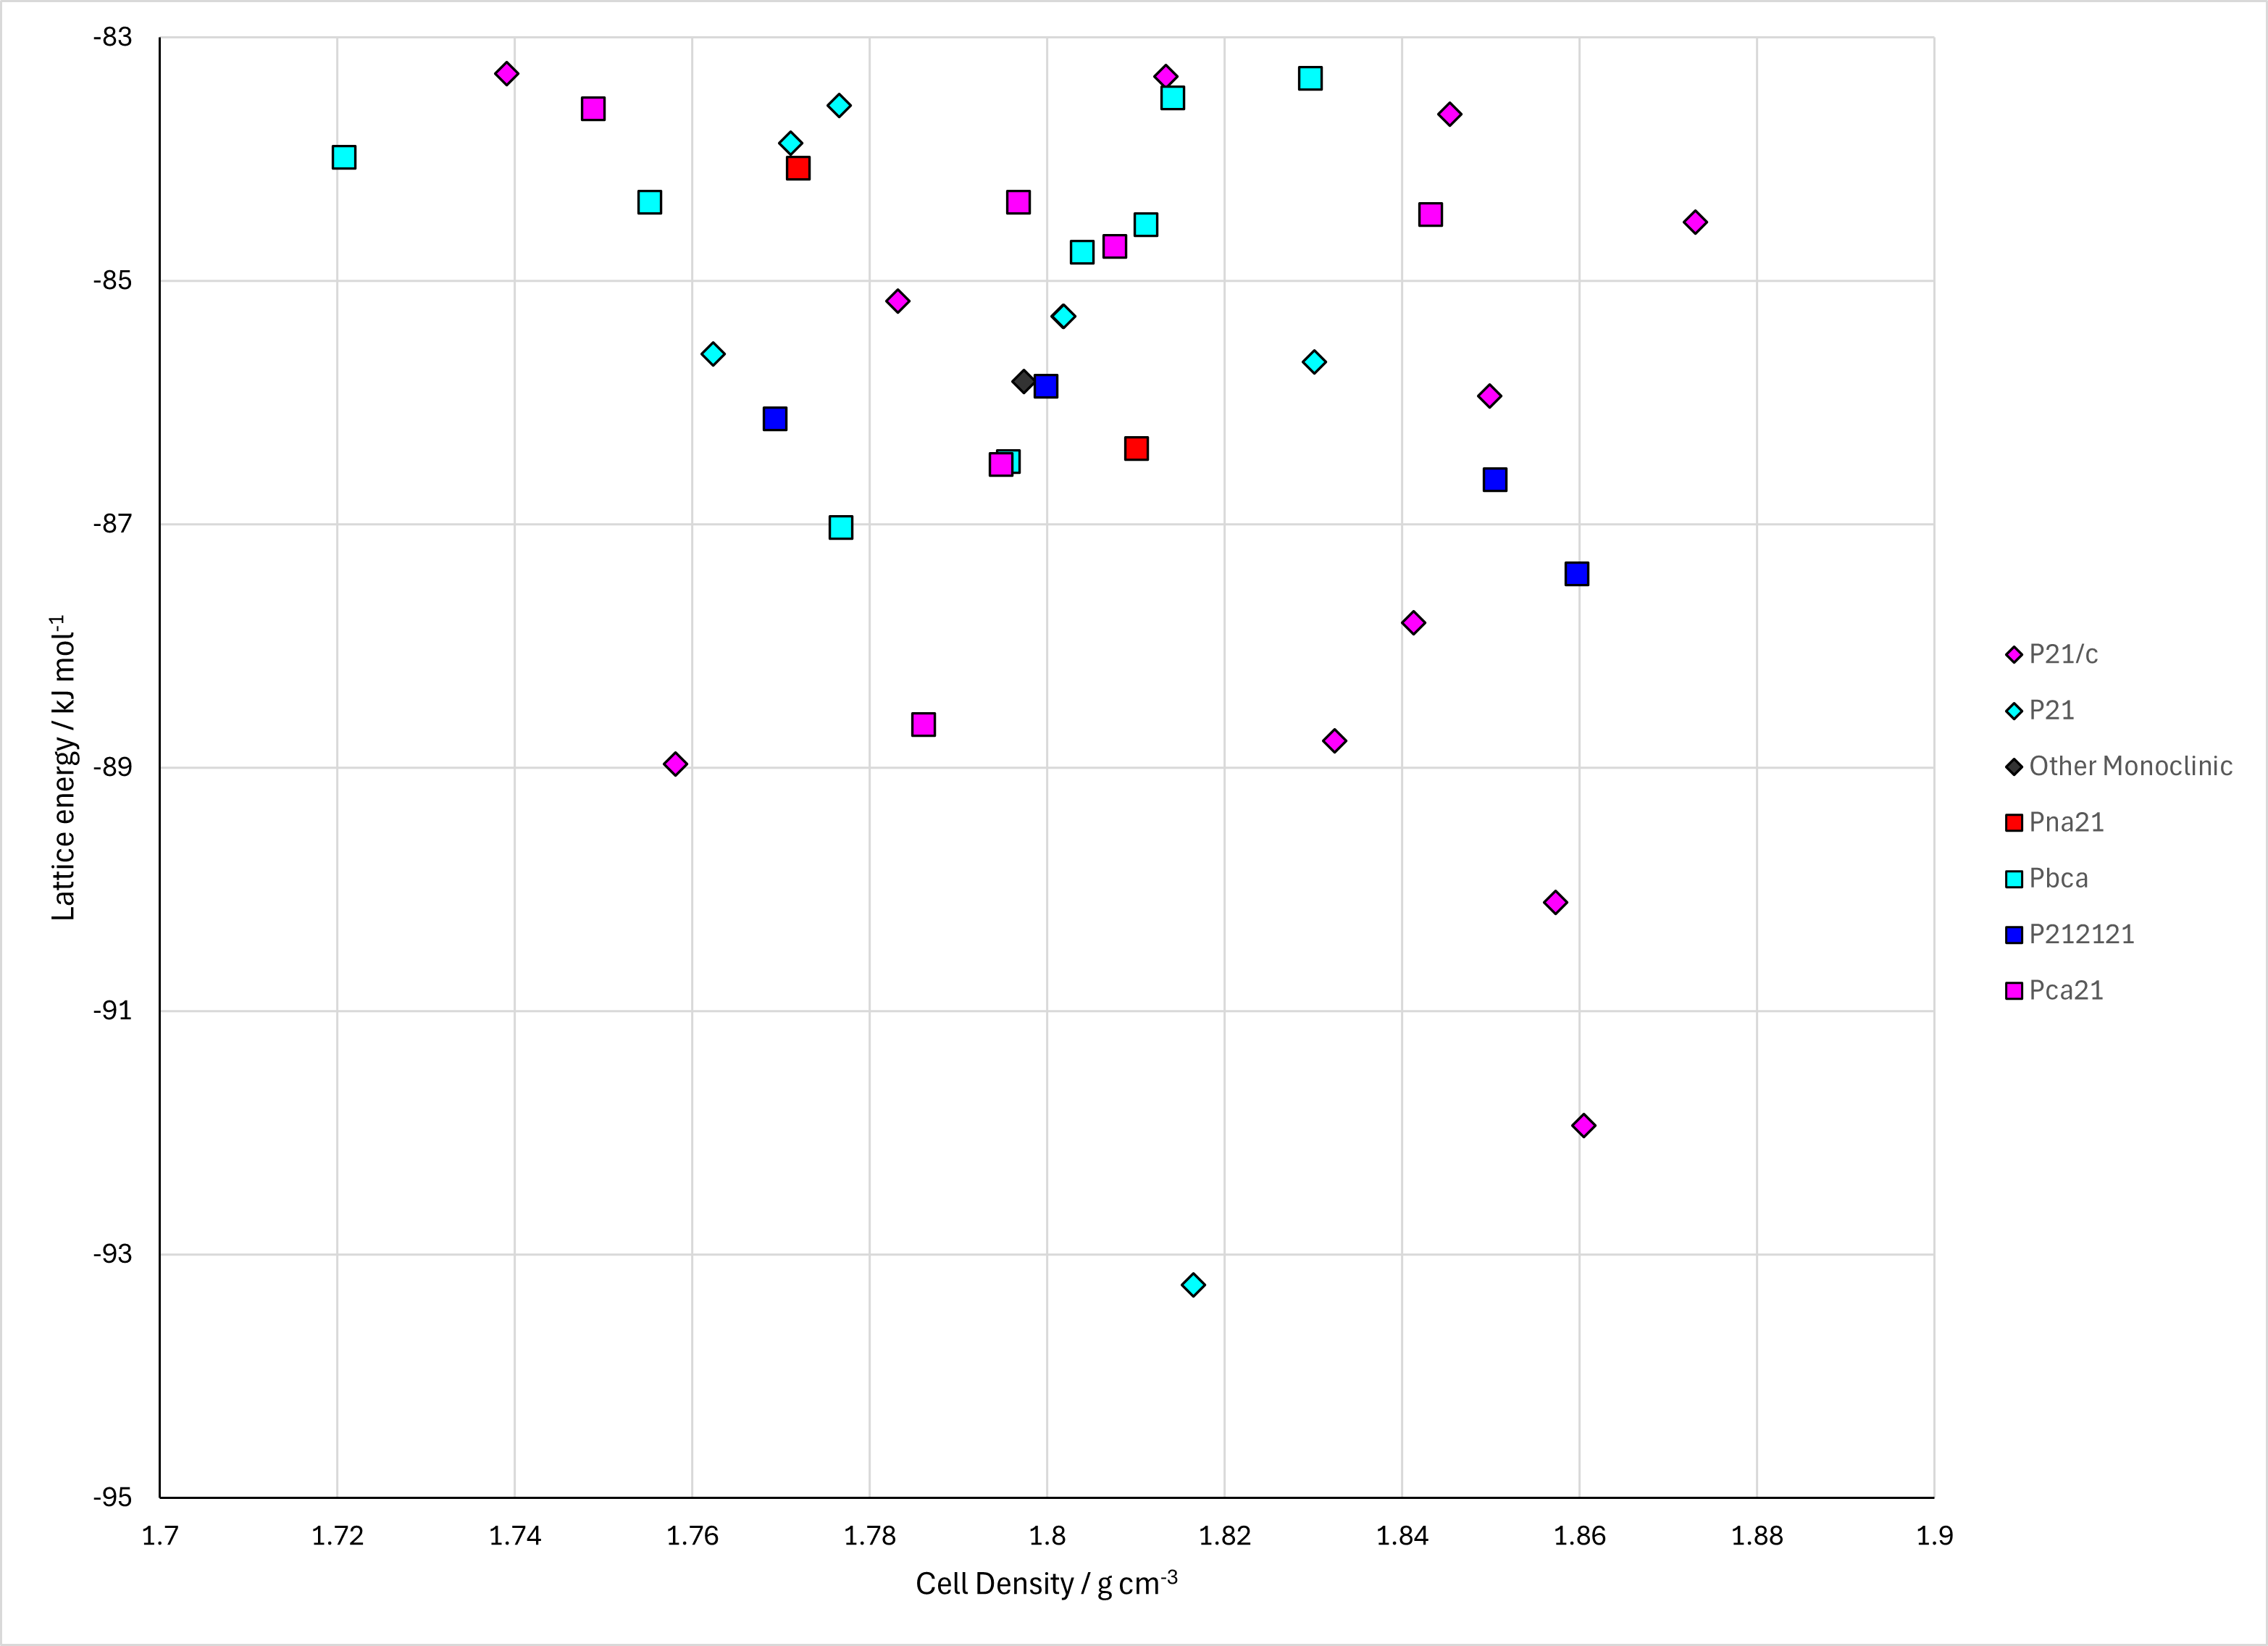 -83
-85
-87
-89
-91
-93
-95
Lattice energy / kJ mol-1
1.7 1.72 1.74 1.76 1.78 1.8 1.82 1.84 1.86 1.88 1.9
Cell Density / g cm-3
P21/c
P21
Other Monoclinic
Pna21
Pbca
P212121
Pca21